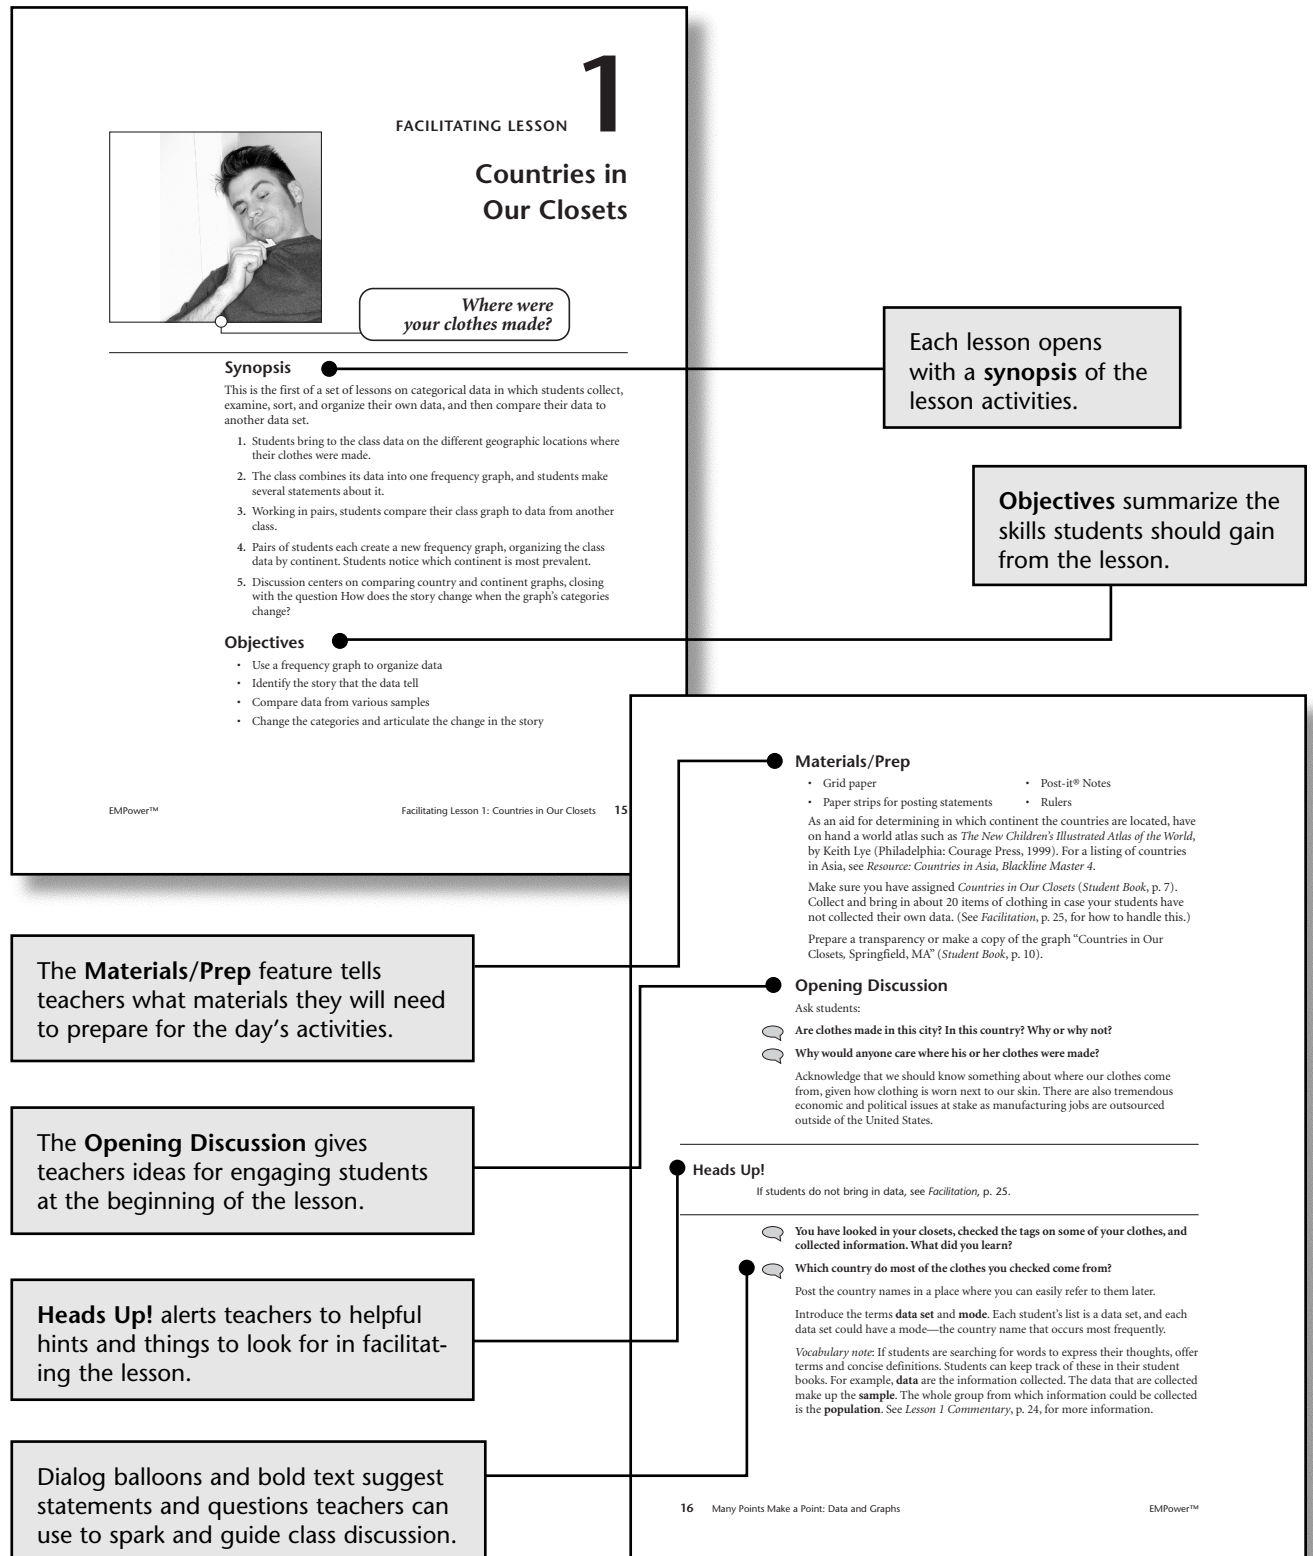 1
FACILITATING LESSON
Countries in
Our Closets
Where were
your clothes made?
Synopsis
This is the first of a set of lessons on categorical data in which students collect,
examine, sort, and organize their own data, and then compare their data to
another data set.
1. Students bring to the class data on the different geographic locations where
their clothes were made.
2. The class combines its data into one frequency graph, and students make
several statements about it.
3. Working in pairs, students compare their class graph to data from another
class.
4. Pairs of students each create a new frequency graph, organizing the class
data by continent. Students notice which continent is most prevalent.
5. Discussion centers on comparing country and continent graphs, closing
with the question How does the story change when the graph's categories
change?
Objectives
• Use a frequency graph to organize data
• Identify the story that the data tell
• Compare data from various samples
• Change the categories and articulate the change in the story
EMPower™ Facilitating Lesson 1: Countries in Our Closets 15
Each lesson opens
with a synopsis of the
lesson activities.
Objectives summarize the
skills students should gain
from the lesson.
The Materials/Prep feature tells
teachers what materials they will need
to prepare for the day's activities.
The Opening Discussion gives
teachers ideas for engaging students
at the beginning of the lesson.
Heads Up! alerts teachers to helpful
hints and things to look for in facilitat-
ing the lesson.
Dialog balloons and bold text suggest
statements and questions teachers can
use to spark and guide class discussion.
Materials/Prep
• Grid paper • Post-it® Notes
• Paper strips for posting statements • Rulers
As an aid for determining in which continent the countries are located, have
on hand a world atlas such as The New Children's Illustrated Atlas of the World,
by Keith Lye (Philadelphia: Courage Press, 1999). For a listing of countries
in Asia, see Resource: Countries in Asia, Blackline Master 4.
Make sure you have assigned Countries in Our Closets (Student Book, p. 7).
Collect and bring in about 20 items of clothing in case your students have
not collected their own data. (See Facilitation, p. 25, for how to handle this.)
Prepare a transparency or make a copy of the graph "Countries in Our
Closets, Springfield, MA" (Student Book, p. 10).
Opening Discussion
Ask students:
Are clothes made in this city? In this country? Why or why not?
Why would anyone care where his or her clothes were made?
Acknowledge that we should know something about where our clothes come
from, given how clothing is worn next to our skin. There are also tremendous
economic and political issues at stake as manufacturing jobs are outsourced
outside of the United States.
Heads Up!
If students do not bring in data, see Facilitation, p. 25.
You have looked in your closets, checked the tags on some of your clothes, and
collected information. What did you learn?
Which country do most of the clothes you checked come from?
Post the country names in a place where you can easily refer to them later.
Introduce the terms data set and mode. Each student's list is a data set, and each
data set could have a mode—the country name that occurs most frequently.
Vocabulary note: If students are searching for words to express their thoughts, offer
terms and concise definitions. Students can keep track of these in their student
books. For example, data are the information collected. The data that are collected
make up the sample. The whole group from which information could be collected
is the population. See Lesson 1 Commentary, p. 24, for more information.
16 Many Points Make a Point: Data and Graphs EMPower™